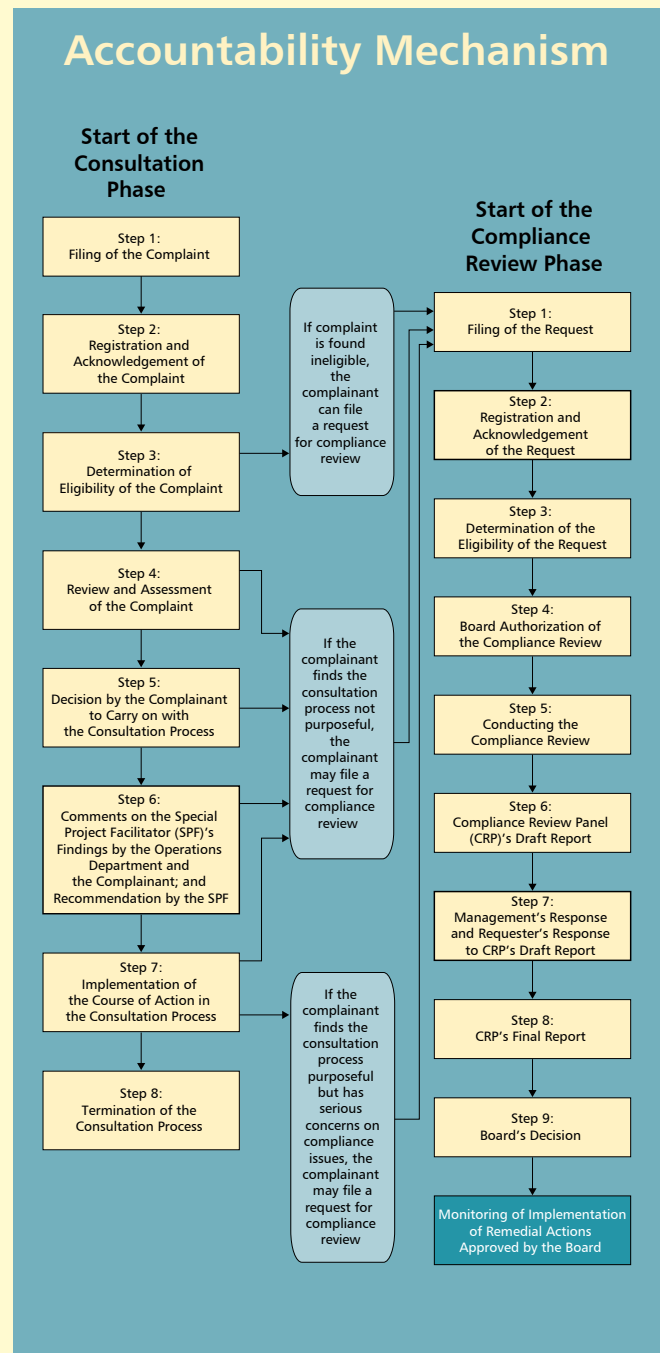 Accountability Mechanism
Start of the
Consultation
Phase
Step 1:
Filing of the Complaint
Step 2:
Registration and
Acknowledgement of
the Complaint
Step 3:
Determination of
Eligibility of the Complaint
Step 4:
Review and Assessment
of the Complaint
Step 5:
Decision by the Complainant
to Carry on with
the Consultation Process
Step 6:
Comments on the Special
Project Facilitator (SPF)'s
Findings by the Operations
Department and
the Complainant; and
Recommendation by the SPF
Step 7:
Implementation of
the Course of Action in
the Consultation Process
Step 8:
Termination of the
Consultation Process
If complaint
is found
ineligible,
the
complainant
can file
a request
for compliance
review
If the
complainant
finds the
consultation
process not
purposeful,
the
complainant
may file a
request for
compliance
review
If the
complainant
finds the
consultation
process
purposeful
but has
serious
concerns on
compliance
issues, the
complainant
may file a
request for
compliance
review
Start of the
Compliance
Review Phase
Step 1:
Filing of the Request
Step 2:
Registration and
Acknowledgement
of the Request
Step 3:
Determination of the
Eligibility of the Request
Step 4:
Board Authorization of
the Compliance Review
Step 5:
Conducting the
Compliance Review
Step 6:
Compliance Review Panel
(CRP)'s Draft Report
Step 7:
Management's Response
and Requester's Response
to CRP's Draft Report
Step 8:
CRP's Final Report
Step 9:
Board's Decision
Monitoring of Implementation
of Remedial Actions
Approved by the Board